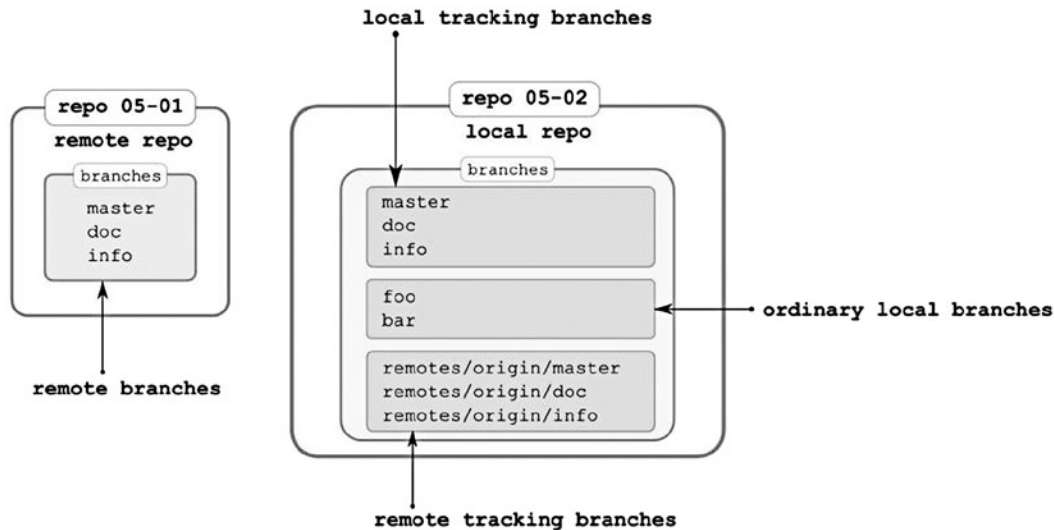 local tracking branches
repo 05-01
remote repo
branches
master
doc
info
remote branches
repo 05-02
local repo
branches
master
doc
info
foo
bar
ordinary local branches
remotes/origin/master
remotes/origin/doc
remotes/origin/info
remote tracking branches